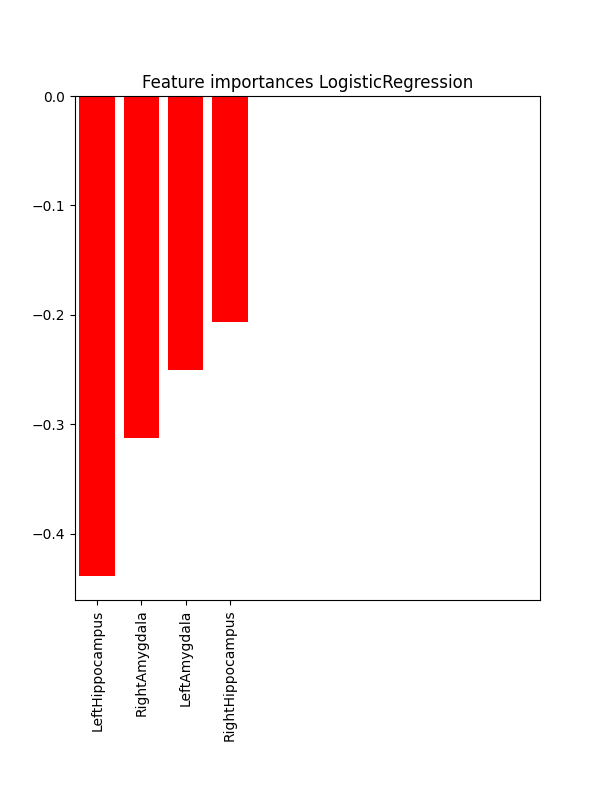 Feature importances LogisticRegression
0.0
−0.1
−0.2
−0.3
−0.4
LeftHippocampus
RightAmygdala
LeftAmygdala
RightHippocampus